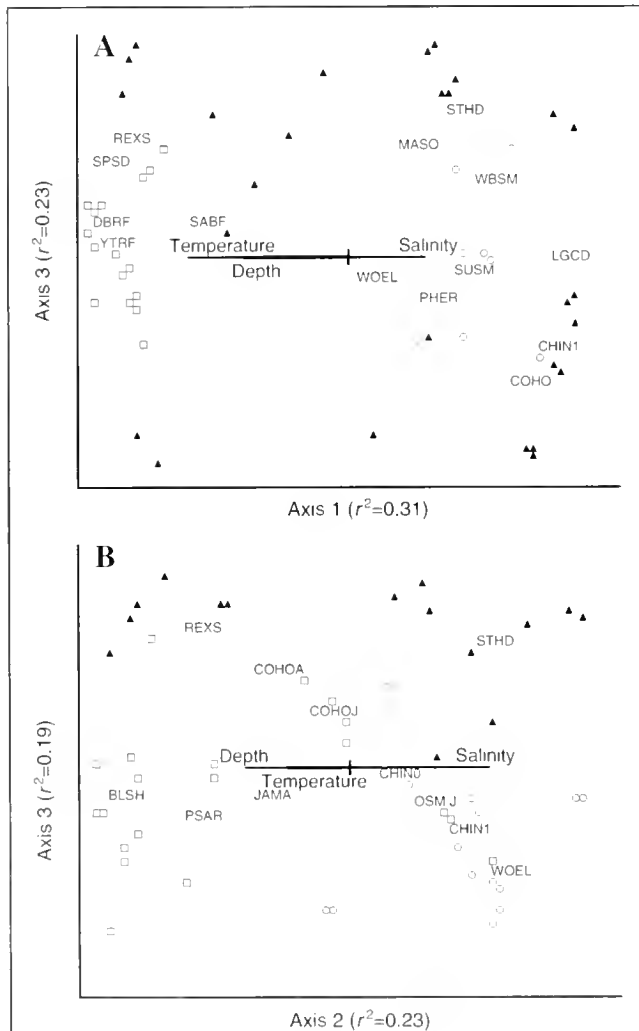 A
STHD
REXS
MASO
SPSD
WBSM
DBRF
SABF
YTRF
Temperature
Salinity
LGCD
Depth
WOEL
SUSM
PHER
CHIN1
COHO
Axis 3 (r²=0.23)
Axis 1 (r²=0.31)
B
REXS
STHD
COHOA
COHOJ
Depth
Salinity
Temperature
CHIN0
BLSH
JAMA
PSAR
OSM J
CHIN1
WOEL
Axis 3 (r²=0.19)
Axis 2 (r²=0.23)